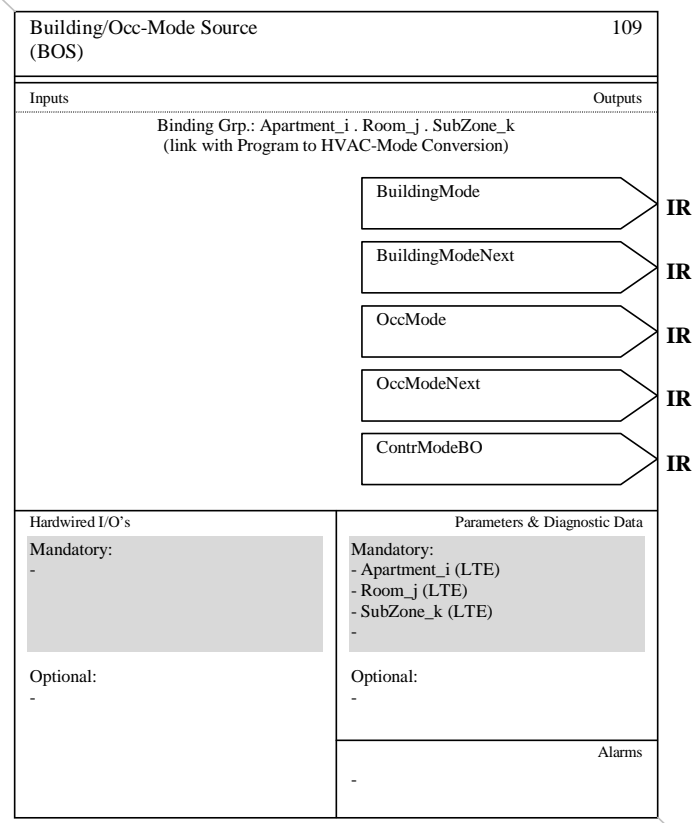 Building/Occ-Mode Source 109
(BOS)
Inputs Outputs
Binding Grp.: Apartment_i . Room_j . SubZone_k
(link with Program to HVAC-Mode Conversion)
BuildingMode
IR
BuildingModeNext
IR
OccMode
IR
OccModeNext
IR
ContrModeBO
IR
Hardwired I/O's
Mandatory:
-
Optional:
-
Parameters & Diagnostic Data
Mandatory:
- Apartment_i (LTE)
- Room_j (LTE)
- SubZone_k (LTE)
-
Optional:
-
Alarms
-